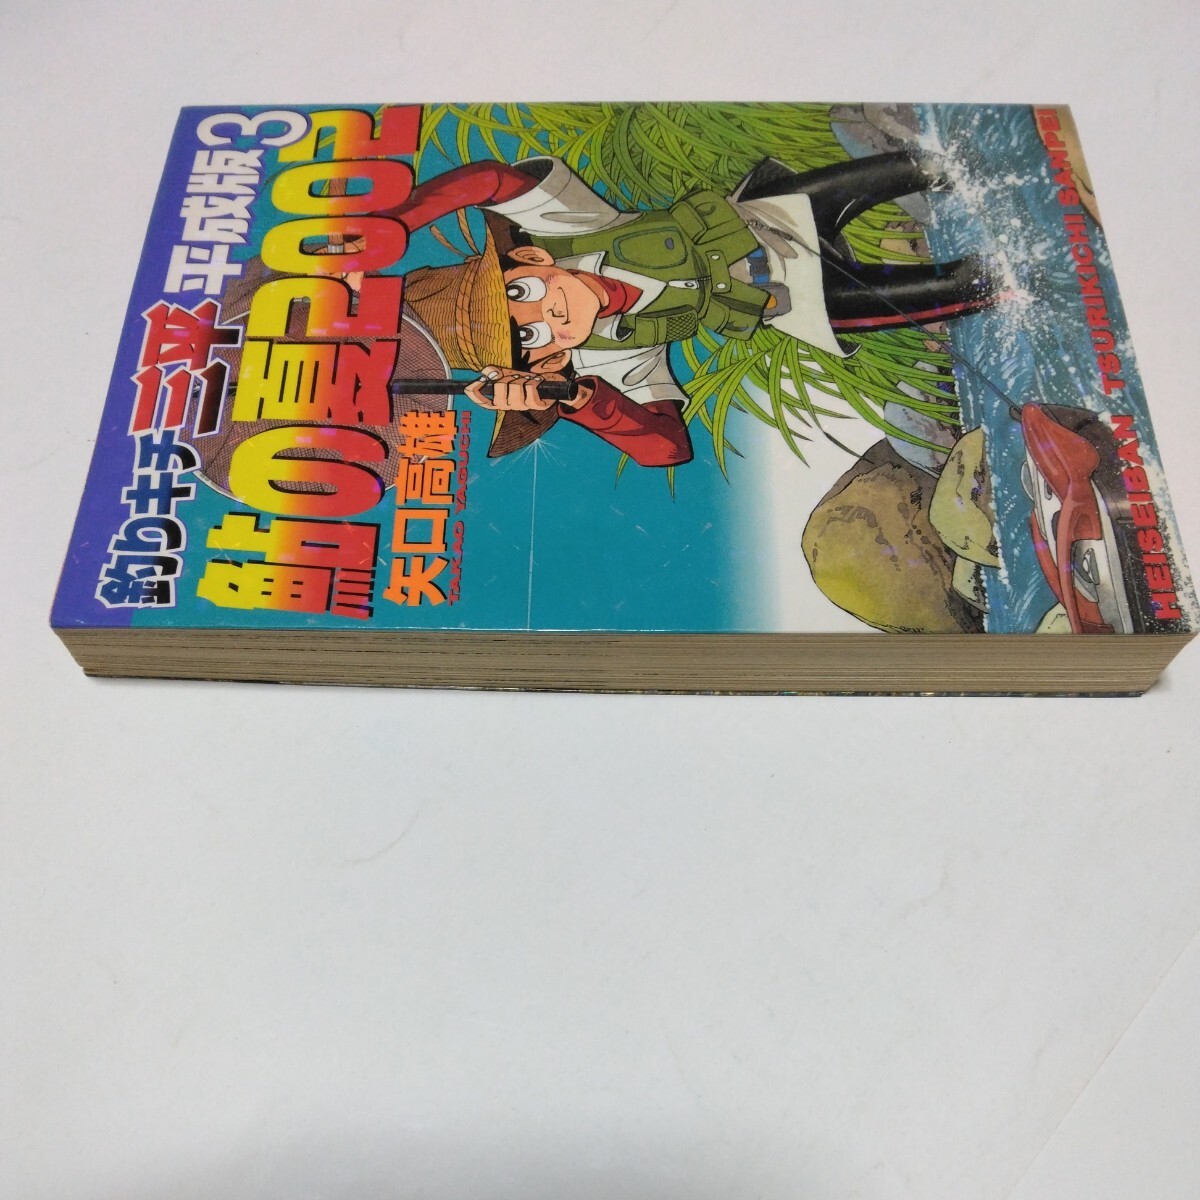 釣りキチ三平 平成版3
鮎の夏2002
矢口高雄
TAKAO YAGUCHI
HEISEIBAN TSURIKICHI SANPEI